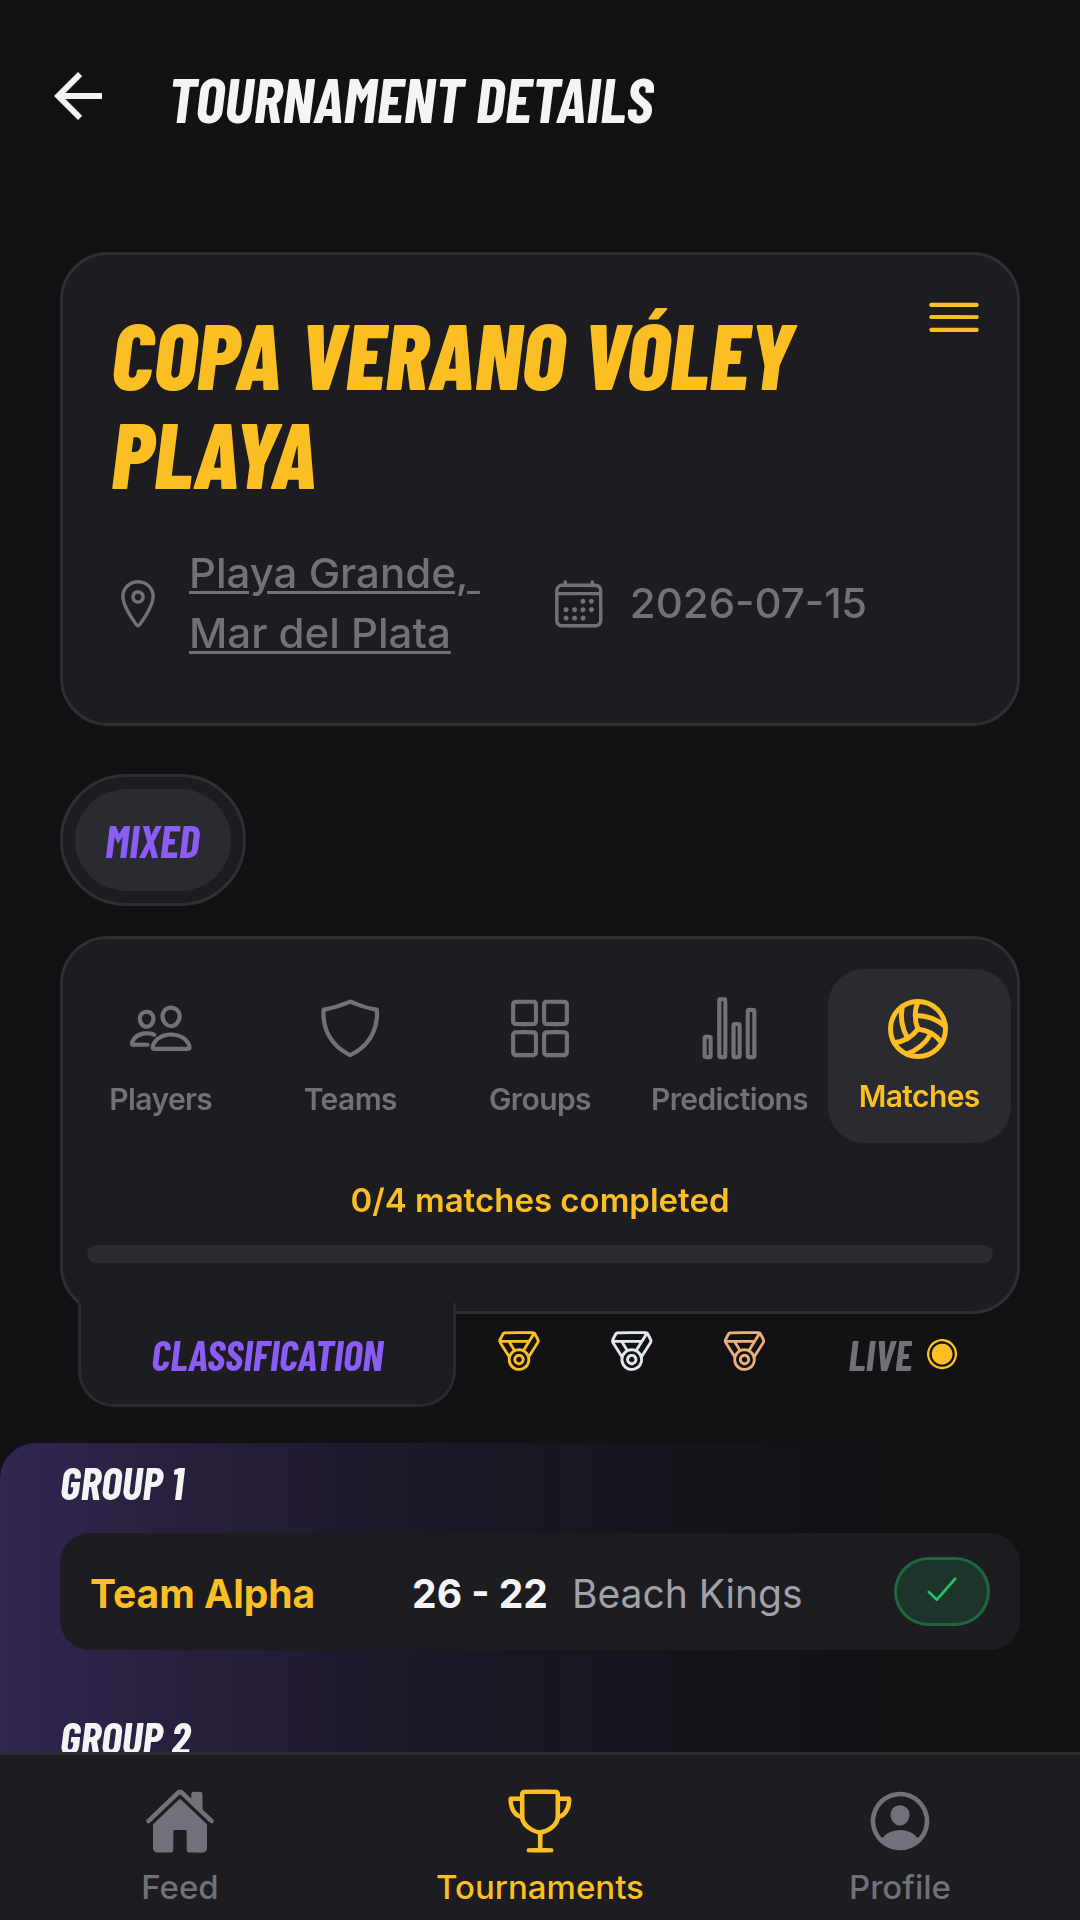 TOURNAMENT DETAILS
COPA VERANO VÓLEY
PLAYA
Playa Grande,
Mar del Plata
2026-07-15
MIXED
Players
Teams
Groups
Predictions
Matches
0/4 matches completed
CLASSIFICATION
LIVE
GROUP 1
Team Alpha 26 - 22 Beach Kings
GROUP 2
Feed
Tournaments
Profile